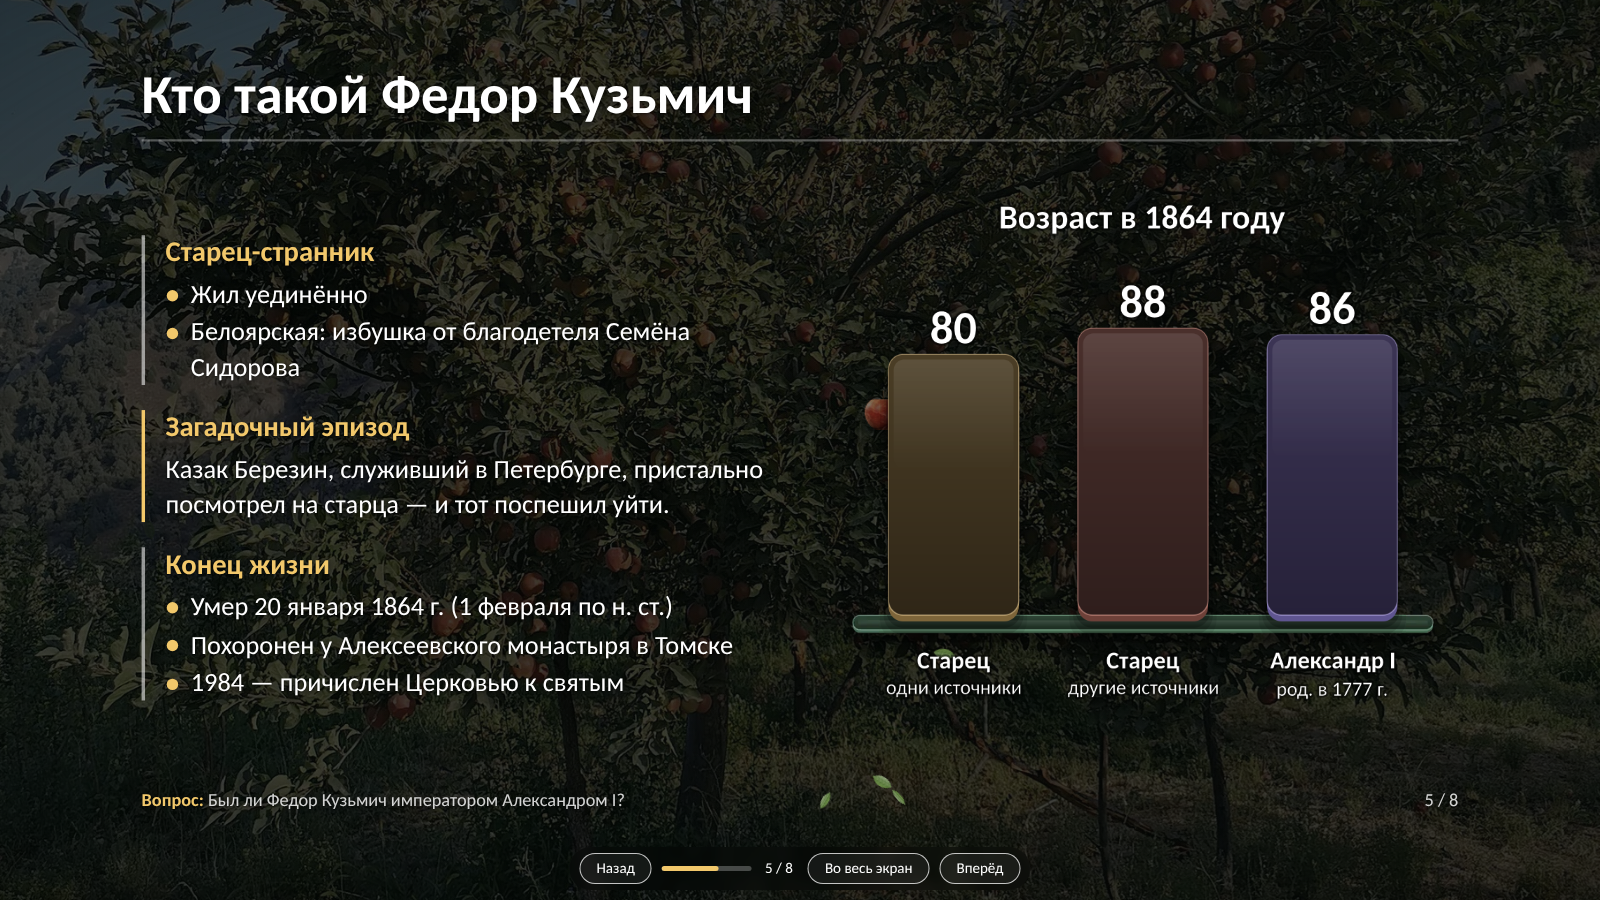 Кто такой Федор Кузьмич
Старец-странник
Жил уединённо
Белоярская: избушка от благодетеля Семёна
Сидорова
Загадочный эпизод
Казак Березин, служивший в Петербурге, пристально
посмотрел на старца — и тот поспешил уйти.
Конец жизни
Умер 20 января 1864 г. (1 февраля по н. ст.)
Похоронен у Алексеевского монастыря в Томске
1984 — причислен Церковью к святым
Возраст в 1864 году
80
88
86
Старец
одни источники
Старец
другие источники
Александр I
род. в 1777 г.
Вопрос: Был ли Федор Кузьмич императором Александром I?
5 / 8
Назад
5 / 8
Во весь экран
Вперёд